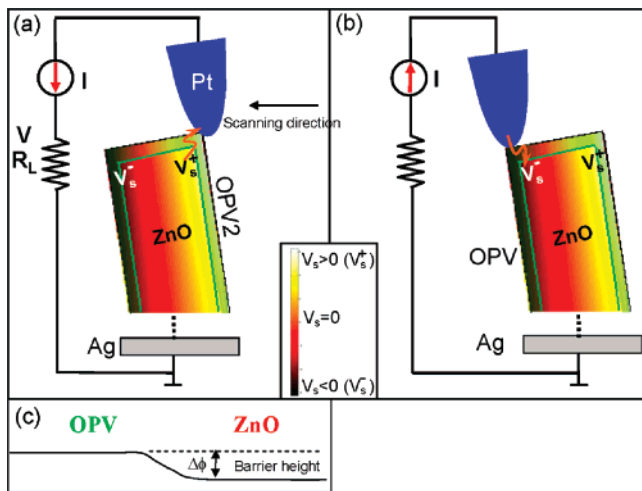 (a)
I
Pt
V
R_L
Scanning direction
V_s^-
V_s^+
OPV2
ZnO
Ag
(b)
I
V_s^-
V_s^+
OPV
ZnO
Ag
V_s>0 (V_s^+)
V_s=0
V_s<0 (V_s^-)
(c)
OPV
ZnO
Δϕ
Barrier height